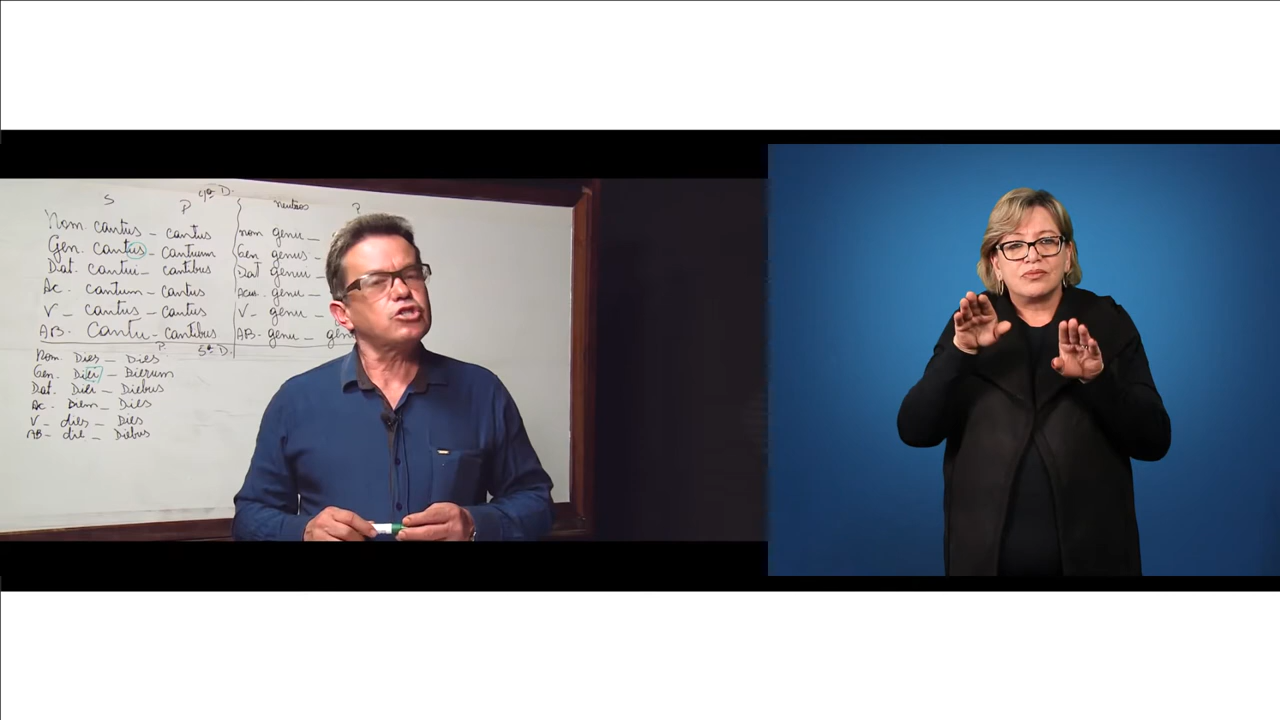 4ª D.
S P
Nom. cantus - cantus
Gen. cantus - cantuum
Dat. cantui - cantibus
Ac. cantum - cantus
V - cantus - cantus
AB. Cantu - cantibus
neutros P
nom genu -
Gen genus -
Dat genui -
Acu. genu -
V - genu -
AB - genu - gen
P. 5ª D.
Nom. Dies - Dies
Gen. Diei - Dierum
Dat. Diei - Diebus
Ac - Diem - Dies
V - dies - Dies
AB - die - Diebus